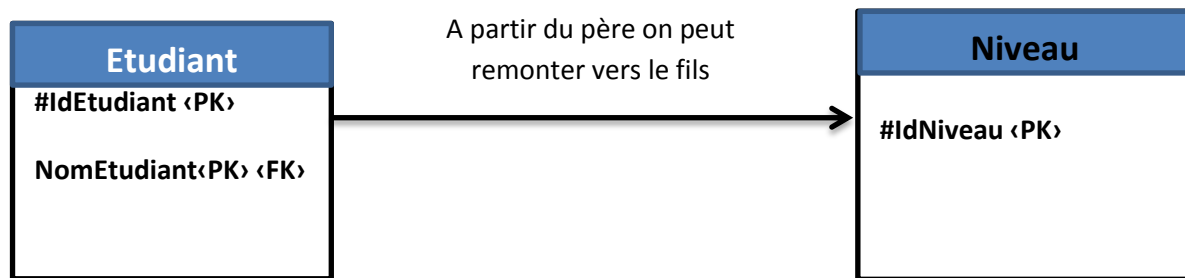 Etudiant
#IdEtudiant ‹PK›
NomEtudiant‹PK› ‹FK›
A partir du père on peut
remonter vers le fils
Niveau
#IdNiveau ‹PK›